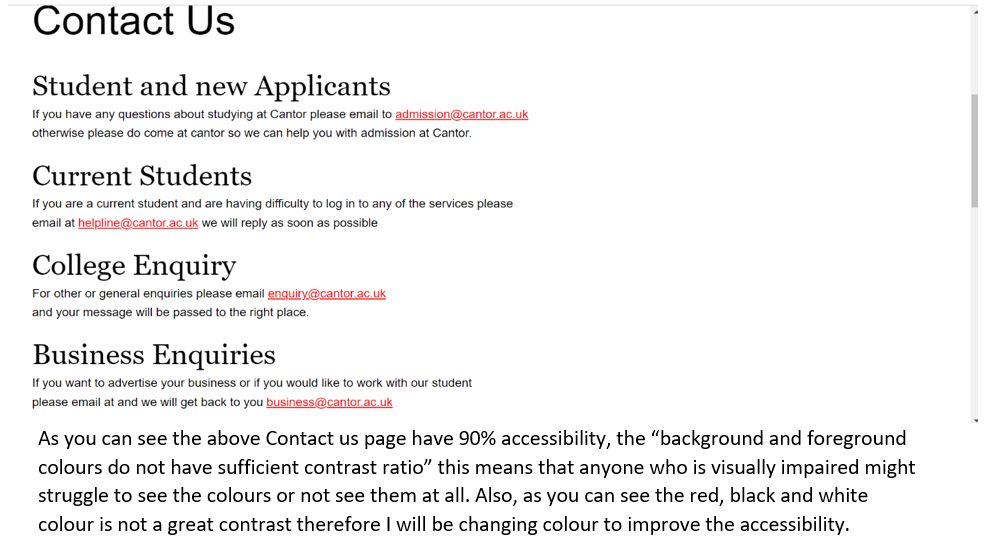 Contact Us
Student and new Applicants
If you have any questions about studying at Cantor please email to admission@cantor.ac.uk
otherwise please do come at cantor so we can help you with admission at Cantor.
Current Students
If you are a current student and are having difficulty to log in to any of the services please
email at helpline@cantor.ac.uk we will reply as soon as possible
College Enquiry
For other or general enquiries please email enquiry@cantor.ac.uk
and your message will be passed to the right place.
Business Enquiries
If you want to advertise your business or if you would like to work with our student
please email at and we will get back to you business@cantor.ac.uk
As you can see the above Contact us page have 90% accessibility, the “background and foreground
colours do not have sufficient contrast ratio” this means that anyone who is visually impaired might
struggle to see the colours or not see them at all. Also, as you can see the red, black and white
colour is not a great contrast therefore I will be changing colour to improve the accessibility.